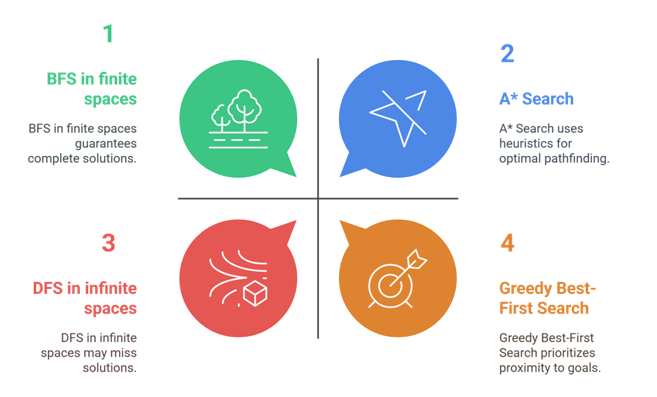 1
BFS in finite
spaces
BFS in finite spaces
guarantees
complete solutions.
2
A* Search
A* Search uses
heuristics for
optimal pathfinding.
3
DFS in infinite
spaces
DFS in infinite
spaces may miss
solutions.
4
Greedy Best-
First Search
Greedy Best-First
Search prioritizes
proximity to goals.